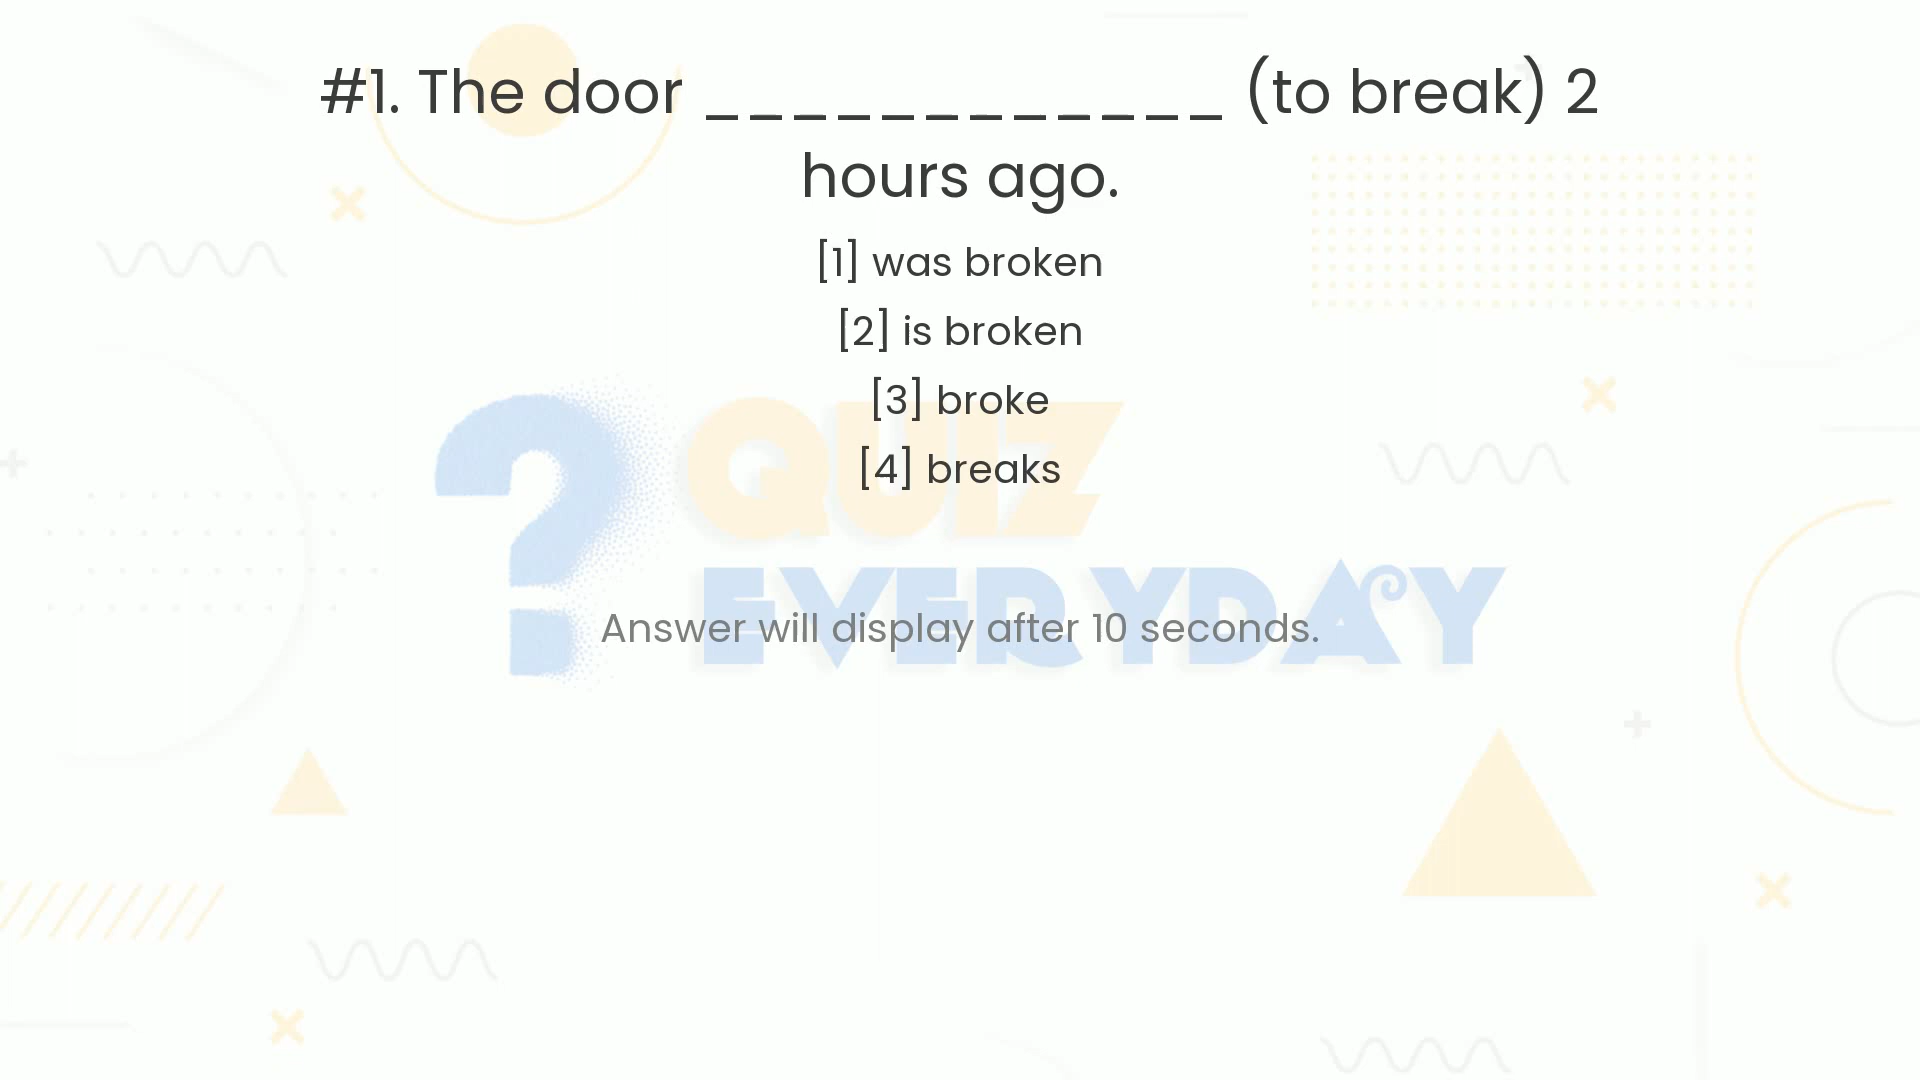 #1. The door ____________ (to break) 2
hours ago.
[1] was broken
[2] is broken
[3] broke
[4] breaks
QUIZ
EVERYDAY
Answer will display after 10 seconds.